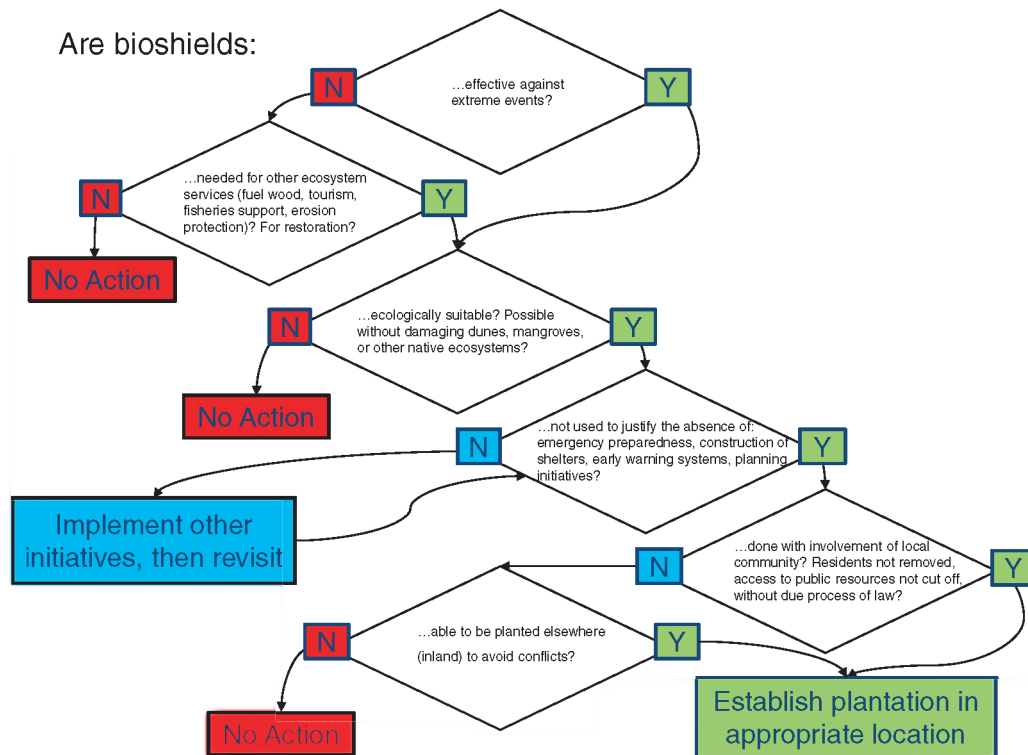 Are bioshields:
…effective against
extreme events?
N
Y
…needed for other ecosystem
services (fuel wood, tourism,
fisheries support, erosion
protection)? For restoration?
N
Y
No Action
…ecologically suitable? Possible
without damaging dunes, mangroves,
or other native ecosystems?
N
Y
No Action
…not used to justify the absence of:
emergency preparedness, construction of
shelters, early warning systems, planning
initiatives?
N
Y
Implement other
initiatives, then revisit
…done with involvement of local
community? Residents not removed,
access to public resources not cut off,
without due process of law?
N
Y
…able to be planted elsewhere
(inland) to avoid conflicts?
N
Y
No Action
Establish plantation in
appropriate location